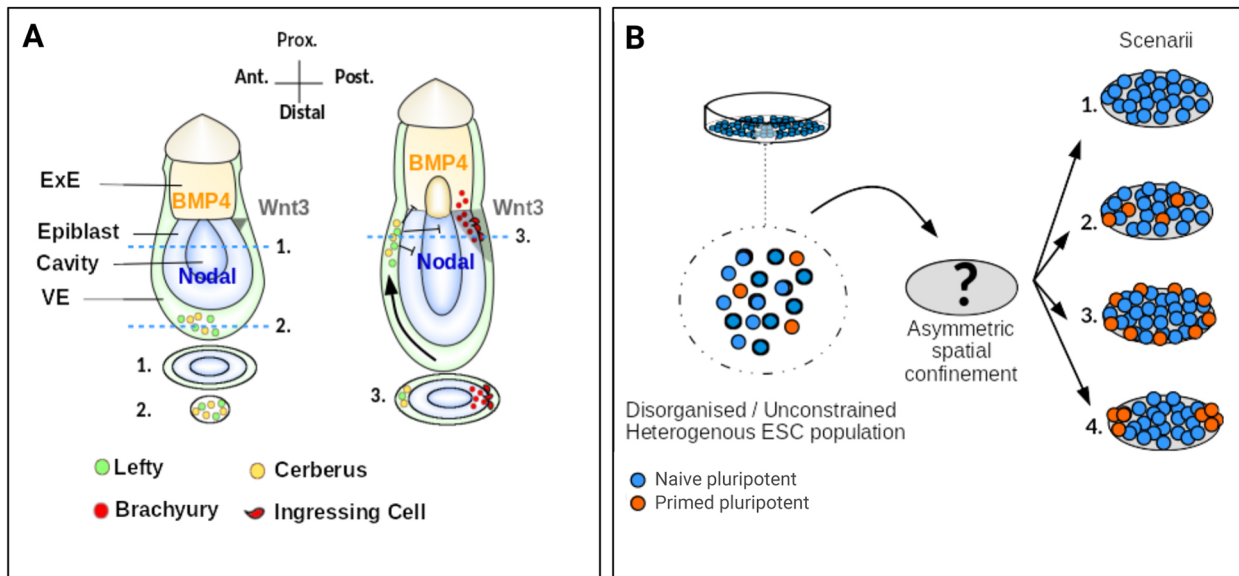 A
Prox.
Ant.
Post.
Distal
ExE
BMP4
Wnt3
Epiblast
1.
Cavity
Nodal
VE
2.
1.
2.
BMP4
Wnt3
3.
Nodal
3.
Lefty
Cerberus
Brachyury
Ingressing Cell
B
Scenarii
1.
2.
3.
4.
?
Asymmetric
spatial
confinement
Disorganised / Unconstrained
Heterogenous ESC population
Naive pluripotent
Primed pluripotent